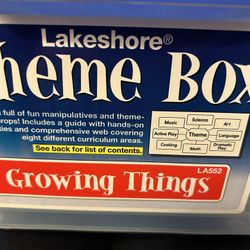 Lakeshore®
heme Box
full of fun manipulatives and theme-
rops! Includes a guide with hands-on
ties and comprehensive web covering
eight different curriculum areas.
See back for list of contents.
Music Science Art
Active Play Theme Language
Cooking Math Dramatic Play
LA552
Growing Things